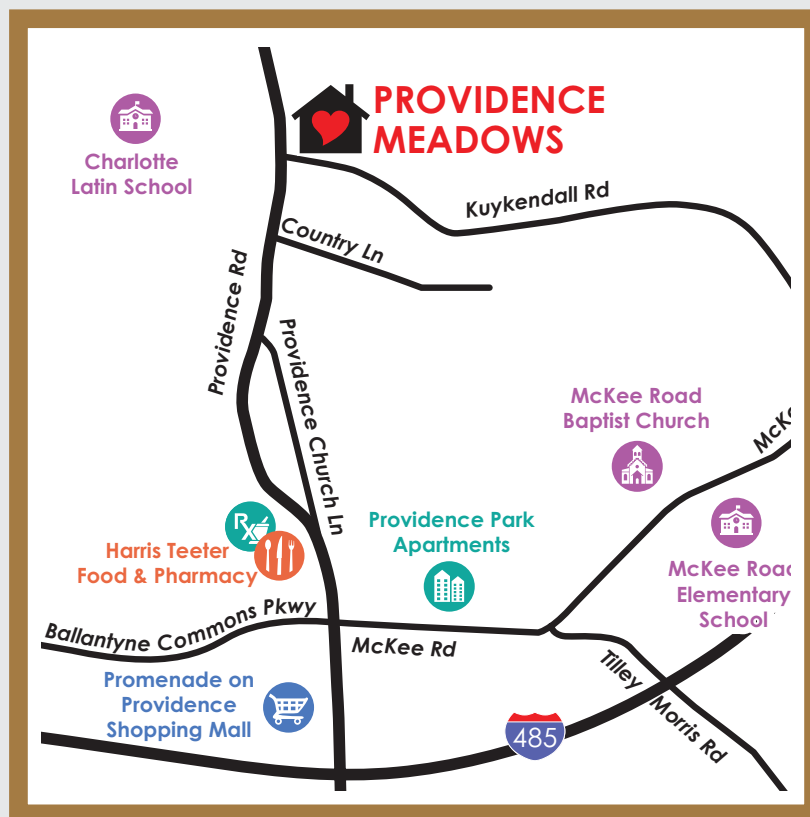 PROVIDENCE
MEADOWS
Charlotte
Latin School
Kuykendall Rd
Country Ln
Providence Rd
Providence Church Ln
McKee Road
Baptist Church
Rx
Harris Teeter
Food & Pharmacy
Providence Park
Apartments
McKee Road
Elementary
School
Ballantyne Commons Pkwy
McKee Rd
Tilley Morris Rd
Promenade on
Providence
Shopping Mall
485